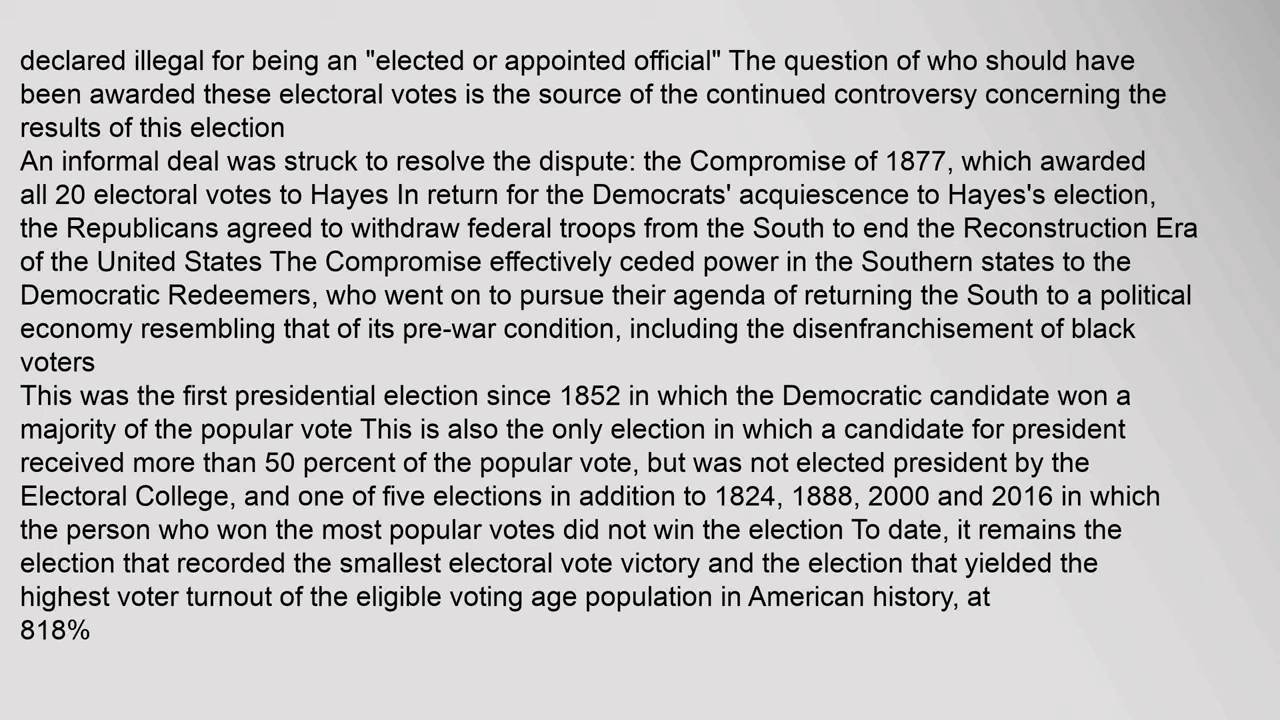 declared illegal for being an "elected or appointed official" The question of who should have
been awarded these electoral votes is the source of the continued controversy concerning the
results of this election
An informal deal was struck to resolve the dispute: the Compromise of 1877, which awarded
all 20 electoral votes to Hayes In return for the Democrats' acquiescence to Hayes's election,
the Republicans agreed to withdraw federal troops from the South to end the Reconstruction Era
of the United States The Compromise effectively ceded power in the Southern states to the
Democratic Redeemers, who went on to pursue their agenda of returning the South to a political
economy resembling that of its pre-war condition, including the disenfranchisement of black
voters
This was the first presidential election since 1852 in which the Democratic candidate won a
majority of the popular vote This is also the only election in which a candidate for president
received more than 50 percent of the popular vote, but was not elected president by the
Electoral College, and one of five elections in addition to 1824, 1888, 2000 and 2016 in which
the person who won the most popular votes did not win the election To date, it remains the
election that recorded the smallest electoral vote victory and the election that yielded the
highest voter turnout of the eligible voting age population in American history, at
818%